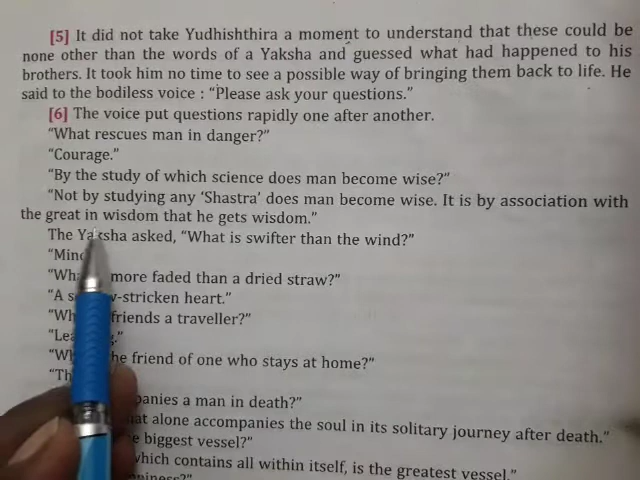 [5] It did not take Yudhishthira a moment to understand that these could be
none other than the words of a Yaksha and guessed what had happened to his
brothers. It took him no time to see a possible way of bringing them back to life. He
said to the bodiless voice : “Please ask your questions.”
[6] The voice put questions rapidly one after another.
“What rescues man in danger?”
“Courage.”
“By the study of which science does man become wise?”
“Not by studying any ‘Shastra’ does man become wise. It is by association with
the great in wisdom that he gets wisdom.”
The Yaksha asked, “What is swifter than the wind?”
“Mind
more faded than a dried straw?”
“A -stricken heart.”
friends a traveller?”
friend of one who stays at home?”
a man in death?”
alone accompanies the soul in its solitary journey after death.”
biggest vessel?”
which contains all within itself, is the greatest vessel.”